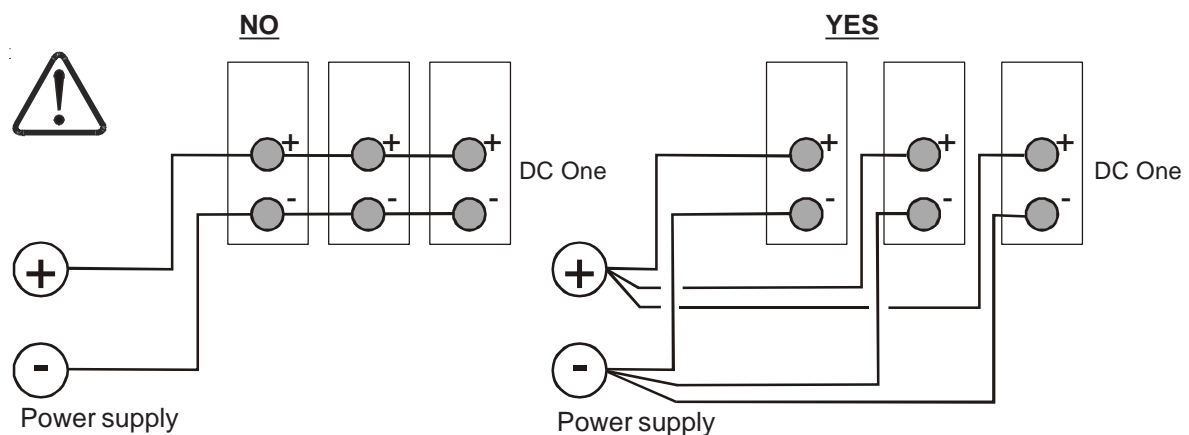 NO
YES
!
+ + +
DC One
- - -
+
-
Power supply
+ + +
DC One
- - -
+
-
Power supply